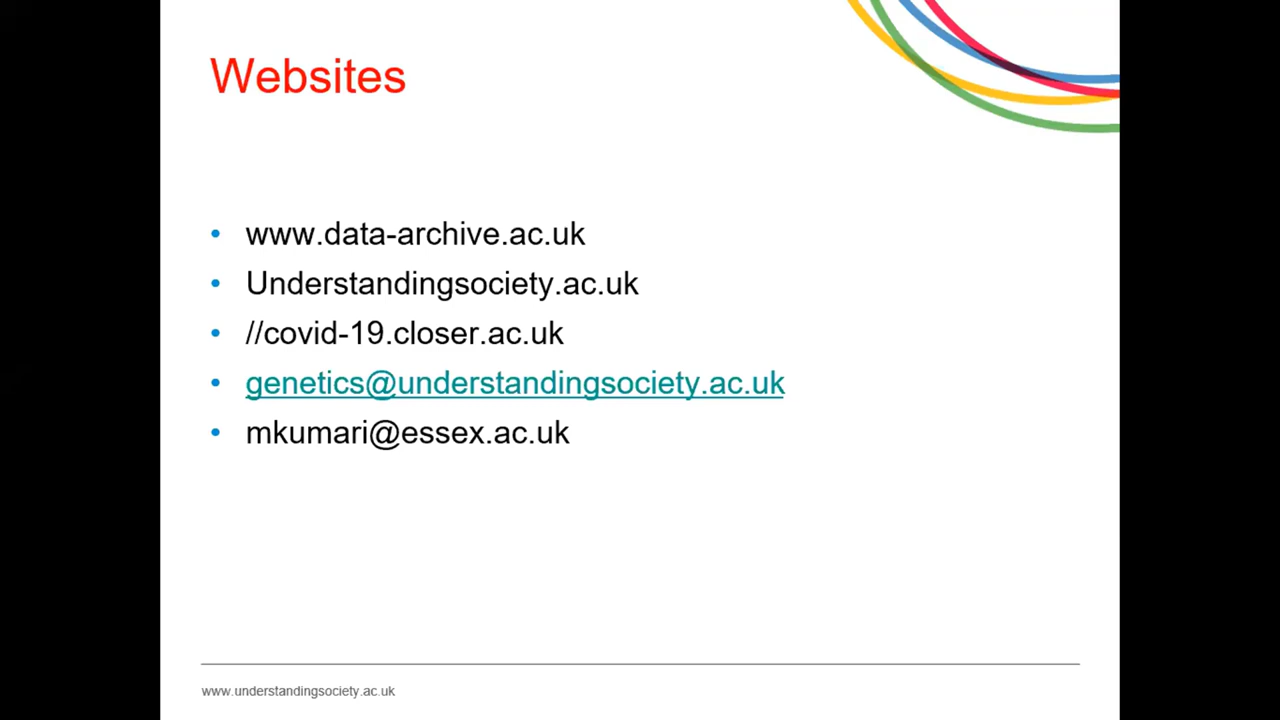 Websites
• www.data-archive.ac.uk
• Understandingsociety.ac.uk
• //covid-19.closer.ac.uk
• genetics@understandingsociety.ac.uk
• mkumari@essex.ac.uk
www.understandingsociety.ac.uk